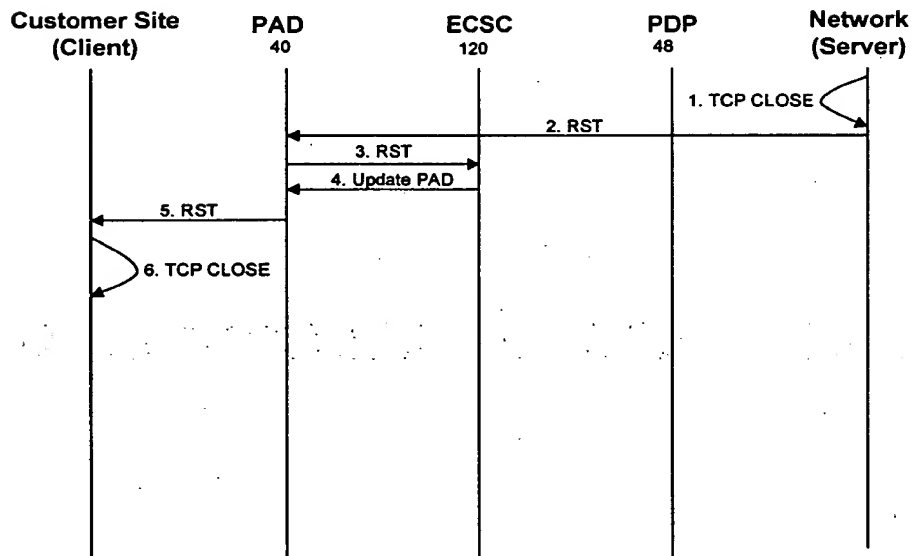 Customer Site
(Client)
PAD
40
ECSC
120
PDP
48
Network
(Server)
1. TCP CLOSE
2. RST
3. RST
4. Update PAD
5. RST
6. TCP CLOSE